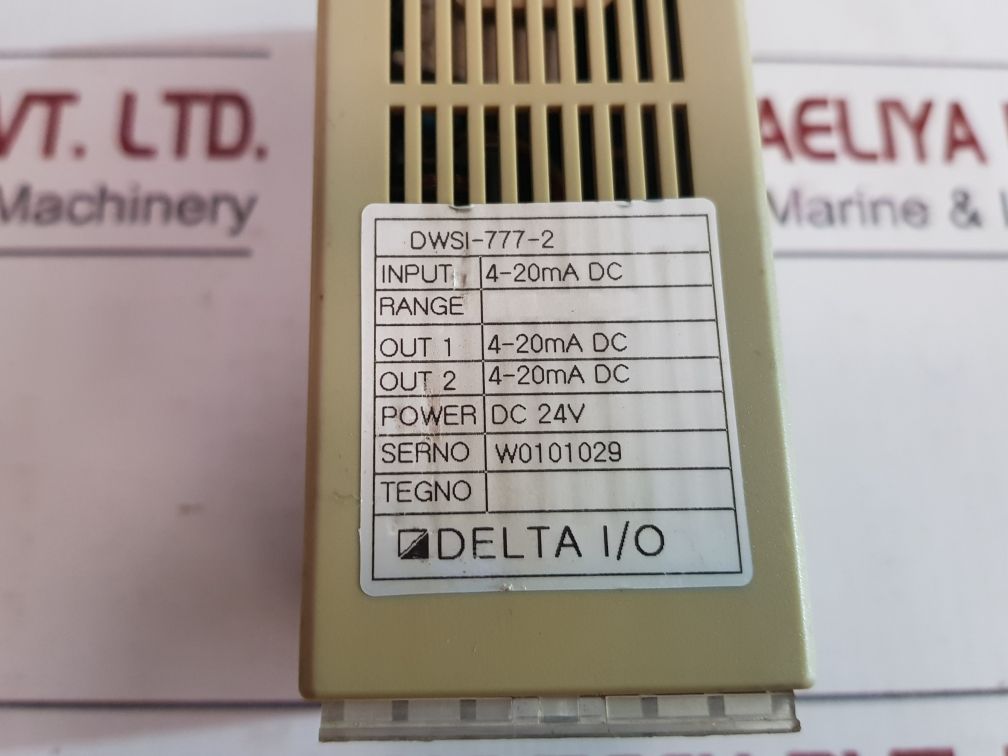 VT. LTD.
Machinery
AELIYA
Marine &
DWSI-777-2
INPUT 4-20mA DC
RANGE
OUT 1 4-20mA DC
OUT 2 4-20mA DC
POWER DC 24V
SERNO W0101029
TEGNO
DELTA I/O